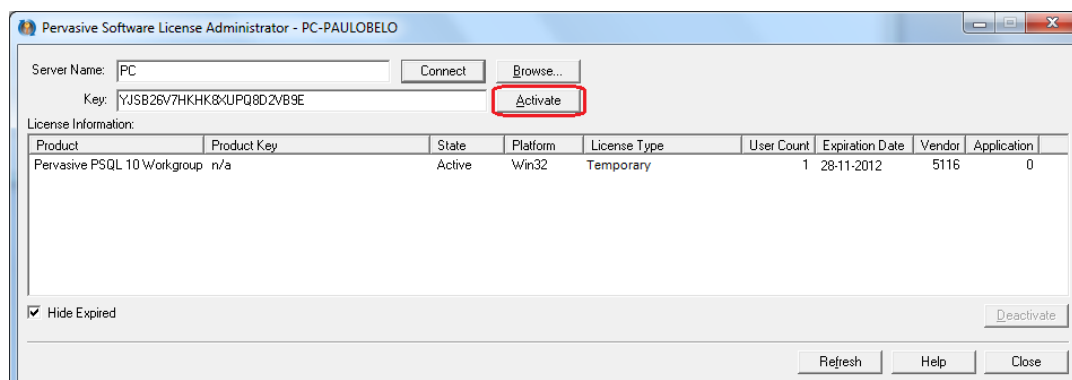 Pervasive Software License Administrator - PC-PAULOBELO
Server Name: PC Connect Browse...
Key: YJSB26V7HKHK8XUPQ8D2VB9E Activate
License Information:
Product Product Key State Platform License Type User Count Expiration Date Vendor Application
Pervasive PSQL 10 Workgroup n/a Active Win32 Temporary 1 28-11-2012 5116 0
Hide Expired
Deactivate
Refresh Help Close